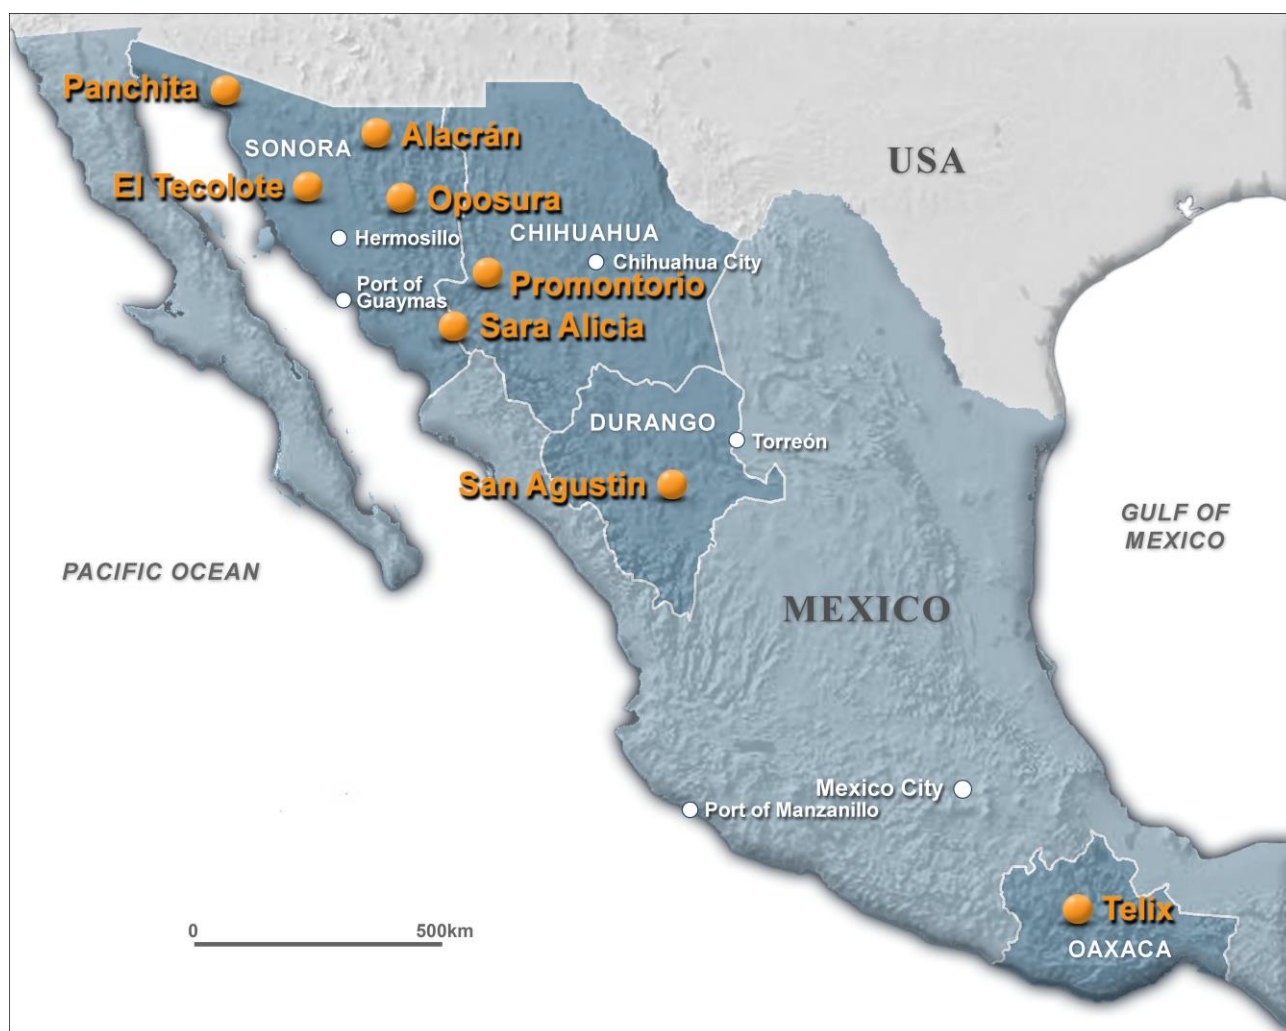 Panchita
Alacrán
SONORA
USA
El Tecolote
Oposura
Hermosillo
CHIHUAHUA
Chihuahua City
Port of
Guaymas
Promontorio
Sara Alicia
DURANGO
Torreón
San Agustin
GULF OF
MEXICO
PACIFIC OCEAN
MEXICO
Mexico City
Port of Manzanillo
Telix
OAXACA
0 500km